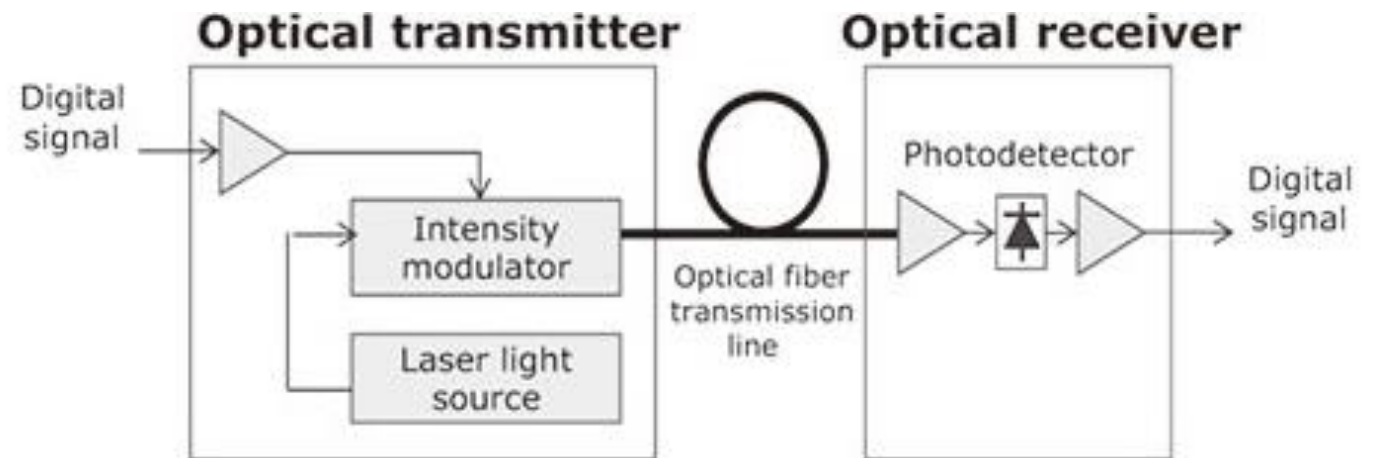 Optical transmitter
Optical receiver
Digital
signal
Intensity
modulator
Laser light
source
Optical fiber
transmission
line
Photodetector
Digital
signal